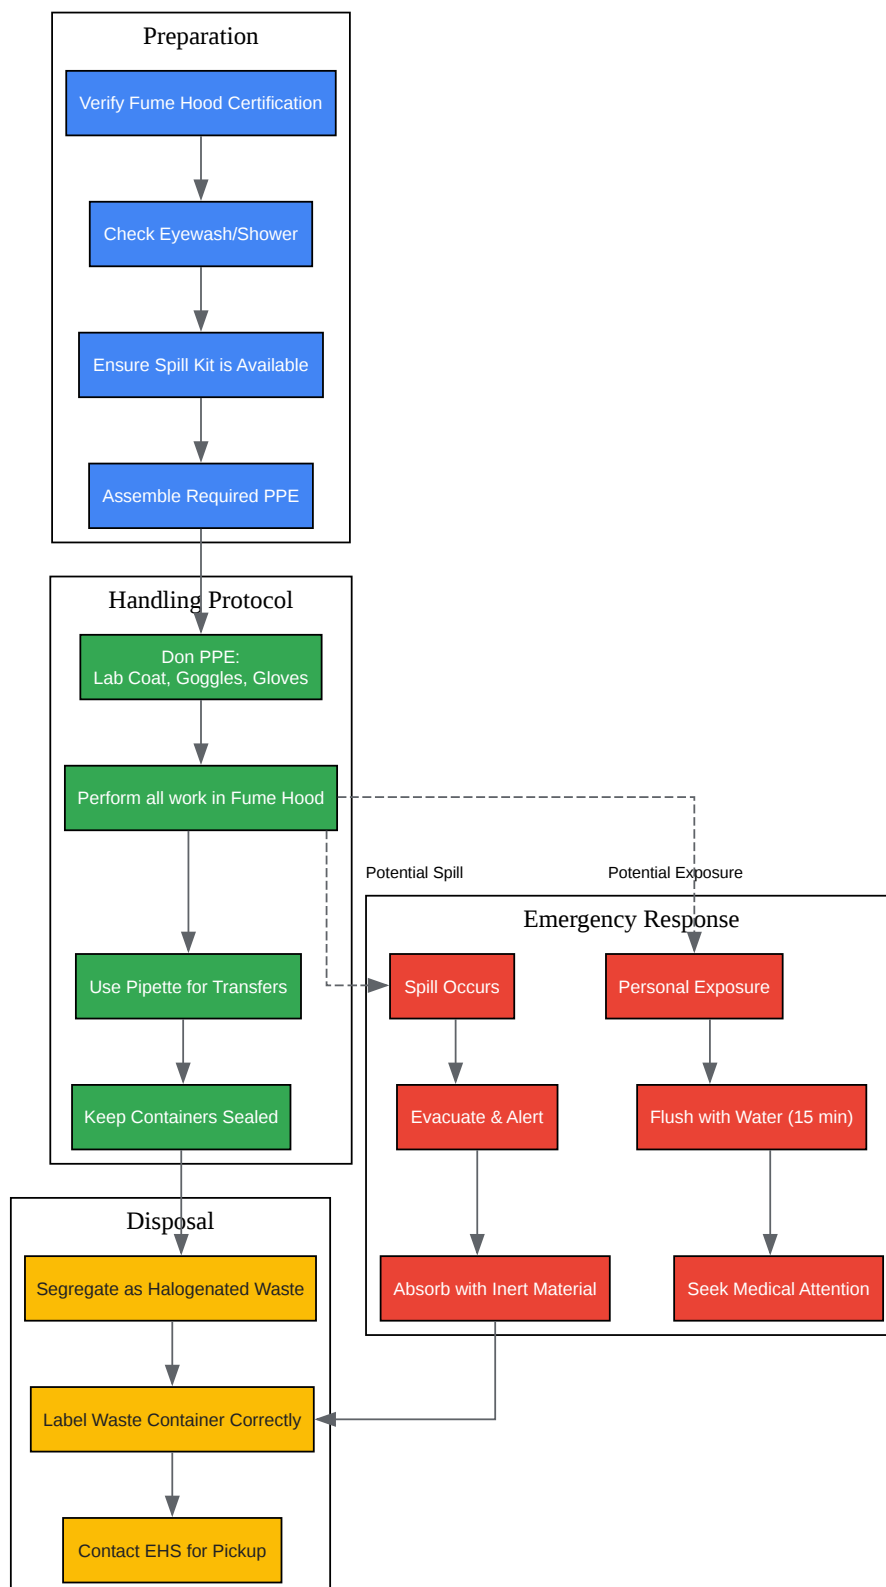 Preparation
Verify Fume Hood Certification
Check Eyewash/Shower
Ensure Spill Kit is Available
Assemble Required PPE
Handling Protocol
Don PPE:
Lab Coat, Goggles, Gloves
Perform all work in Fume Hood
Use Pipette for Transfers
Keep Containers Sealed
Potential Spill
Potential Exposure
Emergency Response
Spill Occurs
Personal Exposure
Evacuate & Alert
Flush with Water (15 min)
Absorb with Inert Material
Seek Medical Attention
Disposal
Segregate as Halogenated Waste
Label Waste Container Correctly
Contact EHS for Pickup